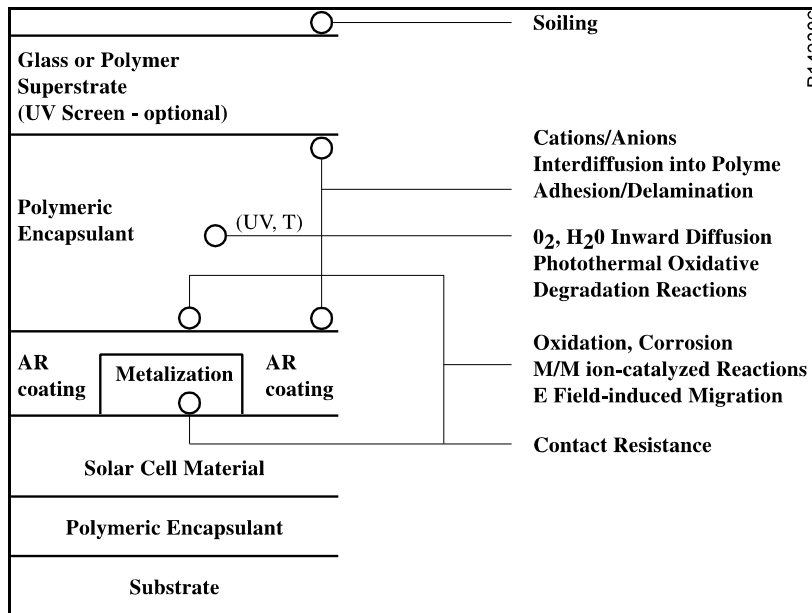 Soiling
Glass or Polymer
Superstrate
(UV Screen - optional)
Cations/Anions
Interdiffusion into Polyme
Adhesion/Delamination
Polymeric
Encapsulant
(UV, T)
0₂, H₂0 Inward Diffusion
Photothermal Oxidative
Degradation Reactions
AR
coating
Metalization
AR
coating
Oxidation, Corrosion
M/M ion-catalyzed Reactions
E Field-induced Migration
Contact Resistance
Solar Cell Material
Polymeric Encapsulant
Substrate